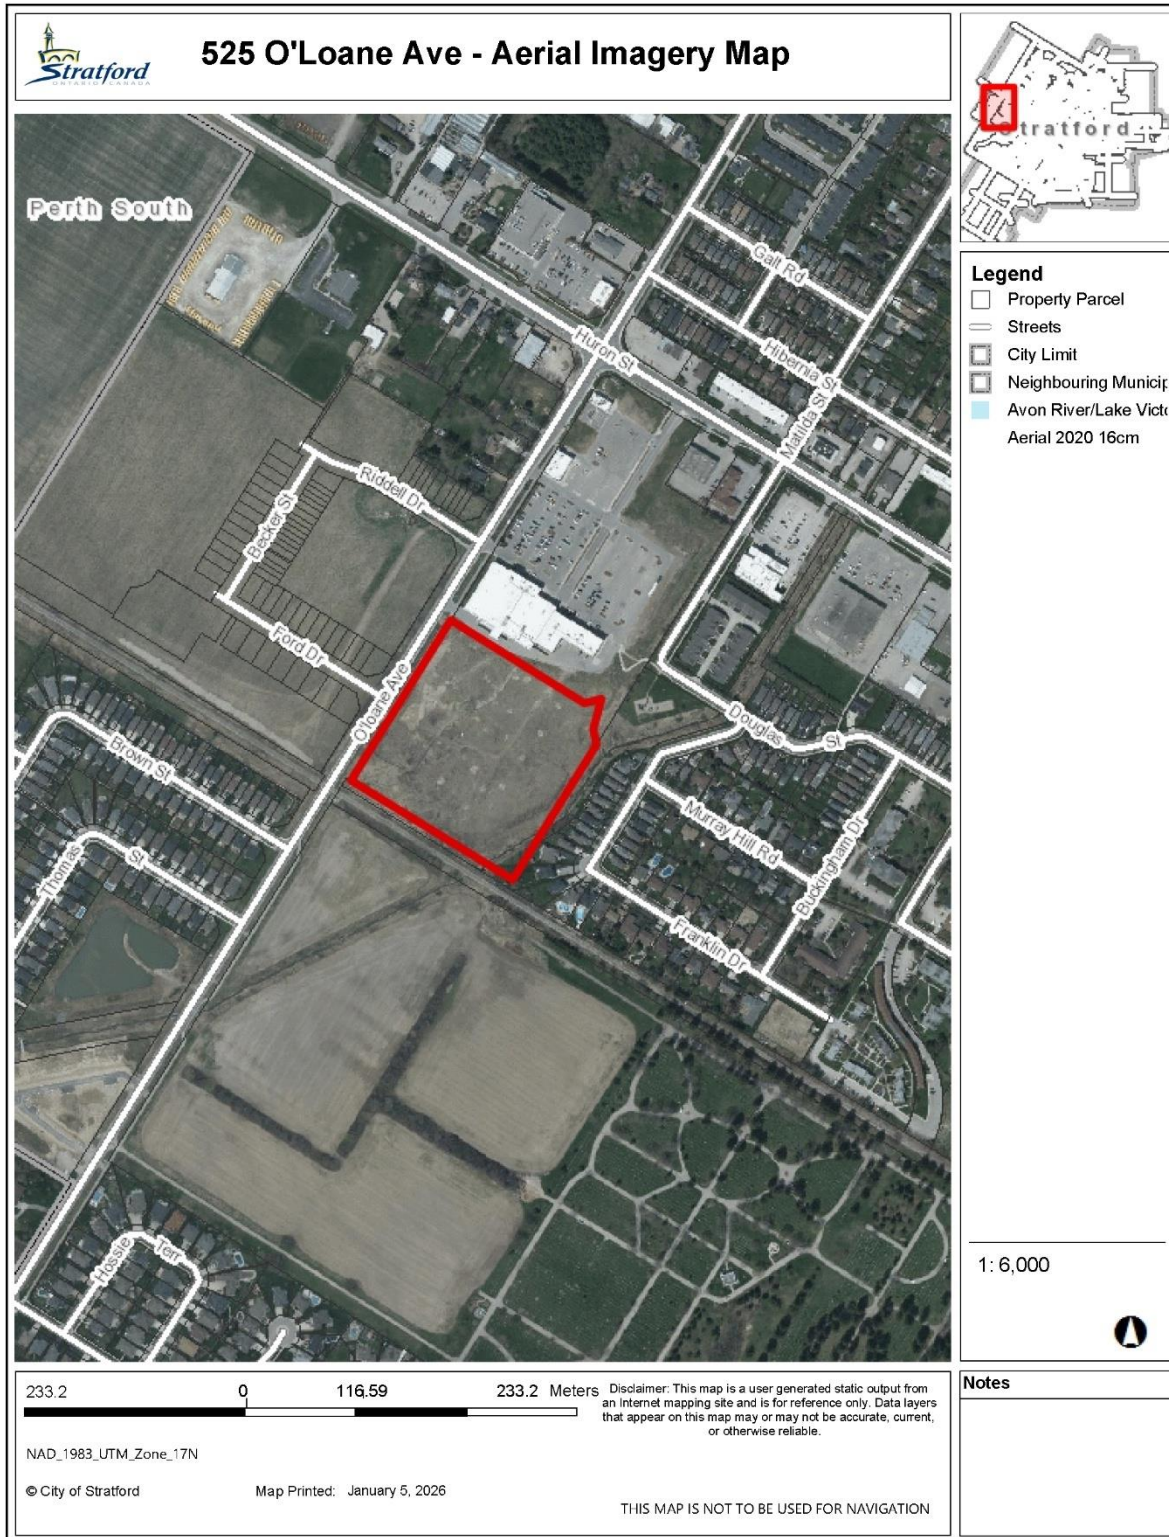 Stratford
ONTARIO CANADA
525 O'Loane Ave - Aerial Imagery Map
Stratford
Perth South
Galt Rd
Huron St
Hibernia St
Matilda St
Riddell Dr
Becker St
Ford Dr
O'loane Ave
Brown St
Thomas St
Douglas St
Murray Hill Rd
Buckingham Dr
Franklin Dr
Hossie Terr
Legend
Property Parcel
Streets
City Limit
Neighbouring Municip
Avon River/Lake Victo
Aerial 2020 16cm
1: 6,000
233.2 0 116.59 233.2 Meters
NAD_1983_UTM_Zone_17N
© City of Stratford Map Printed: January 5, 2026
Disclaimer: This map is a user generated static output from
an Internet mapping site and is for reference only. Data layers
that appear on this map may or may not be accurate, current,
or otherwise reliable.
THIS MAP IS NOT TO BE USED FOR NAVIGATION
Notes